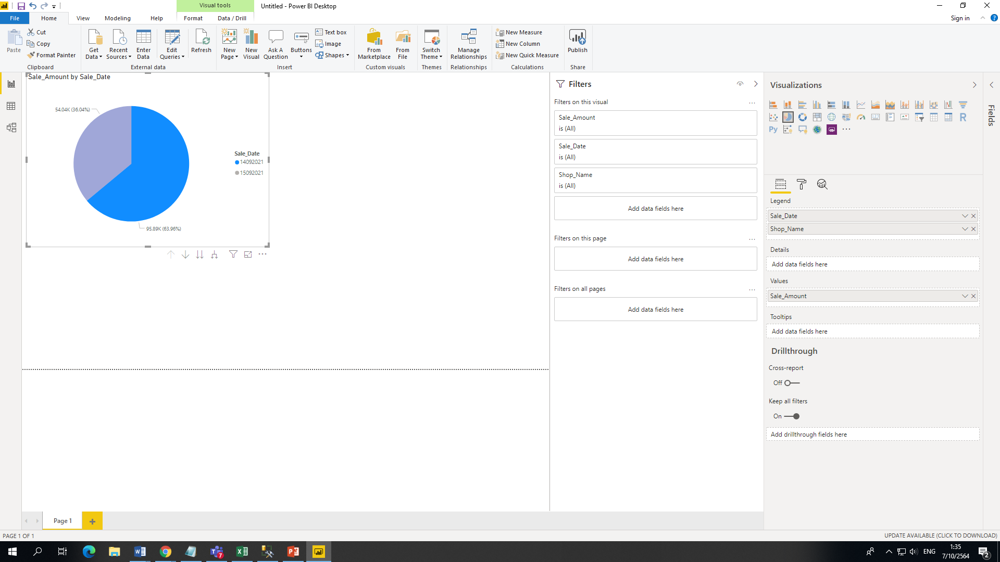 Visual tools
Untitled - Power BI Desktop
File
Home
View
Modeling
Help
Format
Data / Drill
Sign in
?
Paste
Cut
Copy
Format Painter
Clipboard
Get Data
Recent Sources
Enter Data
Edit Queries
Refresh
External data
New Page
New Visual
Ask A Question
Buttons
Text box
Image
Shapes
Insert
From Marketplace
From File
Custom visuals
Switch Theme
Themes
Manage Relationships
Relationships
New Measure
New Column
New Quick Measure
Calculations
Publish
Share
Sale_Amount by Sale_Date
54.04K (36.04%)
95.89K (63.96%)
Sale_Date
14092021
15092021
Filters
Filters on this visual
Sale_Amount
is (All)
Sale_Date
is (All)
Shop_Name
is (All)
Add data fields here
Filters on this page
Add data fields here
Filters on all pages
Add data fields here
Visualizations
123
R
Py
Legend
Sale_Date
Shop_Name
Details
Add data fields here
Values
Sale_Amount
Tooltips
Add data fields here
Drillthrough
Cross-report
Off
Keep all filters
On
Add drillthrough fields here
Fields
Page 1
PAGE 1 OF 1
UPDATE AVAILABLE (CLICK TO DOWNLOAD)
7
ENG
1:35
7/10/2564
2